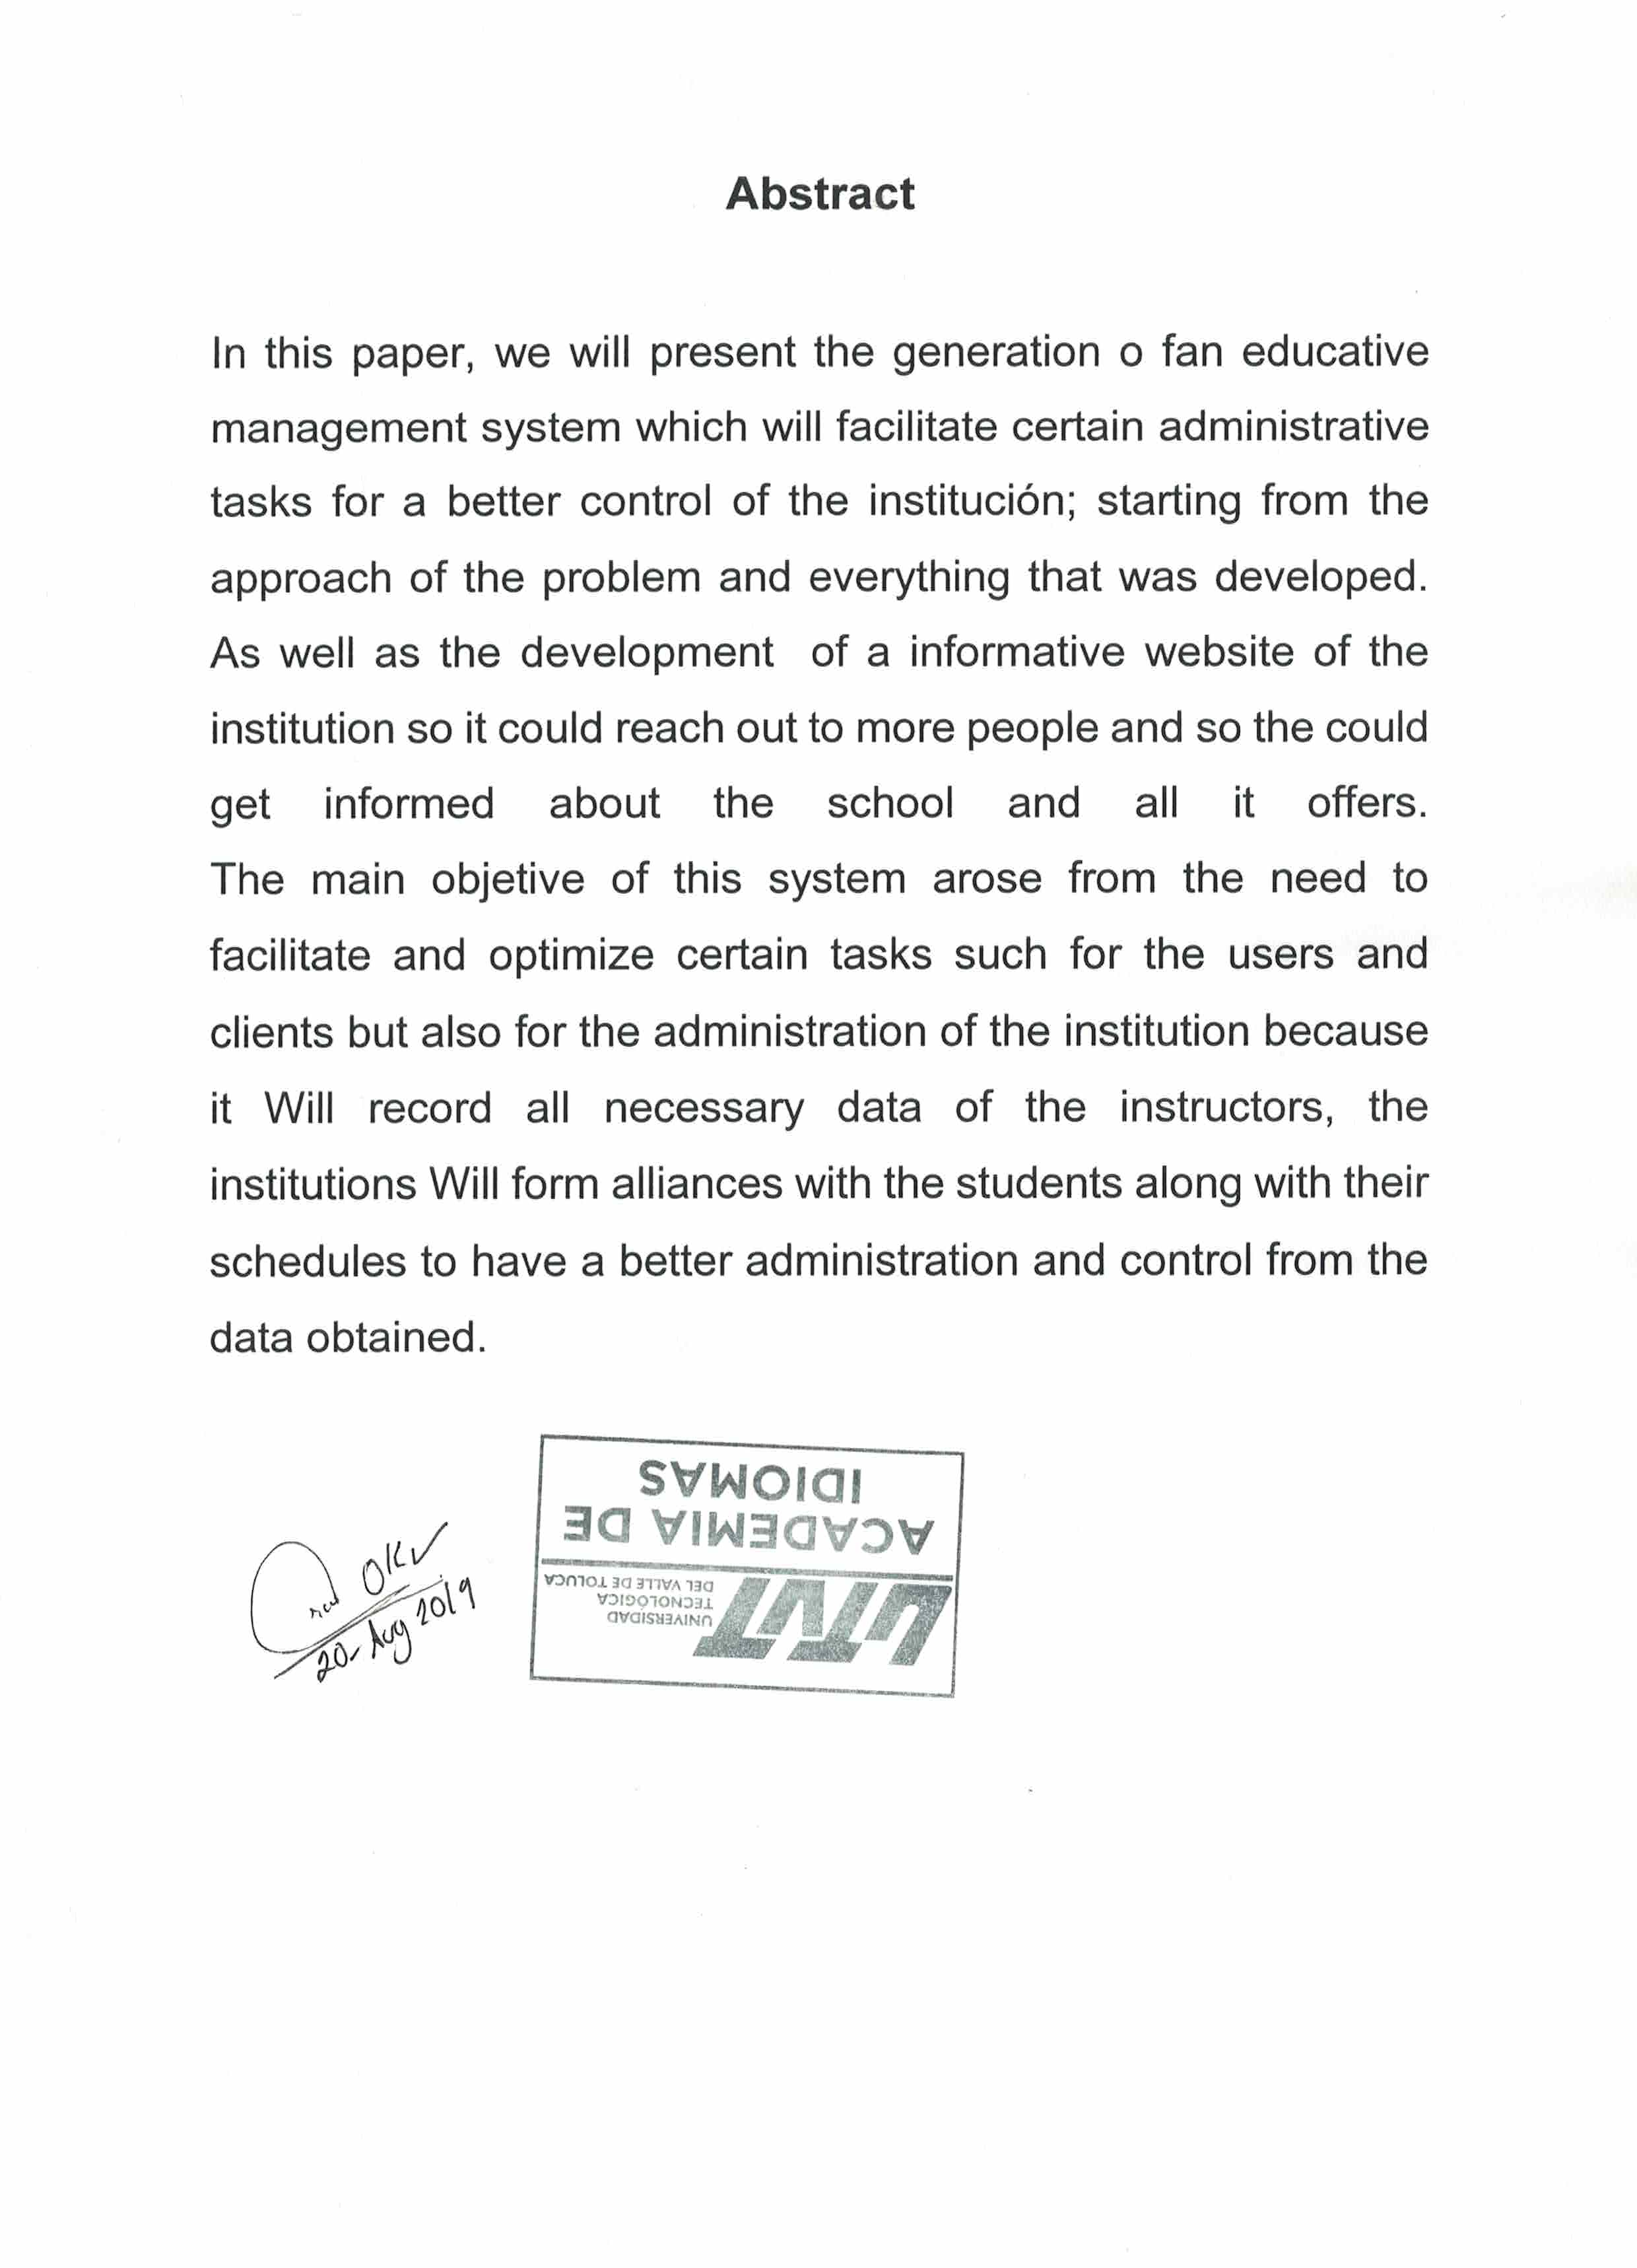 Abstract
In this paper, we will present the generation o fan educative
management system which will facilitate certain administrative
tasks for a better control of the institución; starting from the
approach of the problem and everything that was developed.
As well as the development of a informative website of the
institution so it could reach out to more people and so the could
get informed about the school and all it offers.
The main objetive of this system arose from the need to
facilitate and optimize certain tasks such for the users and
clients but also for the administration of the institution because
it Will record all necessary data of the instructors, the
institutions Will form alliances with the students along with their
schedules to have a better administration and control from the
data obtained.
OK
20-Aug 2019
UTVT
UNIVERSIDAD
TECNOLÓGICA
DEL VALLE DE TOLUCA
ACADEMIA DE
IDIOMAS